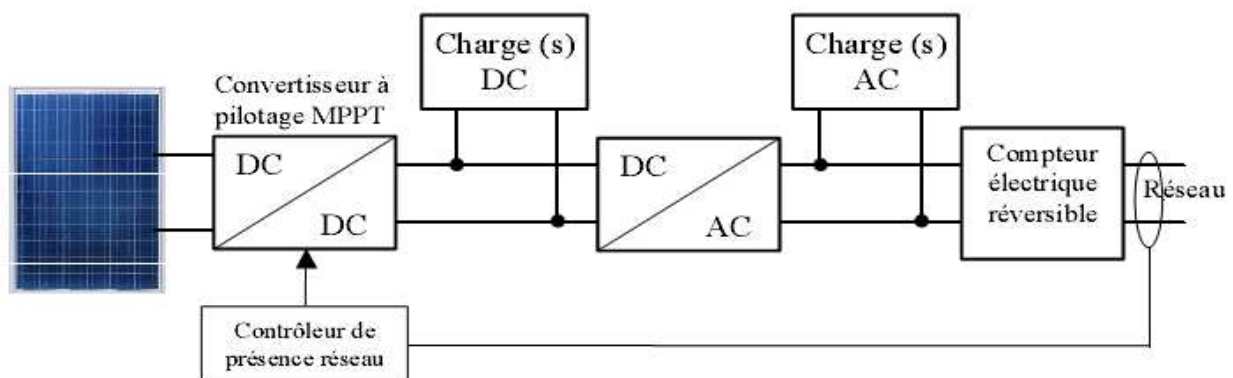 Convertisseur à
pilotage MPPT
DC
DC
Charge (s)
DC
DC
AC
Charge (s)
AC
Compteur
électrique
réversible
Réseau
Contrôleur de
présence réseau